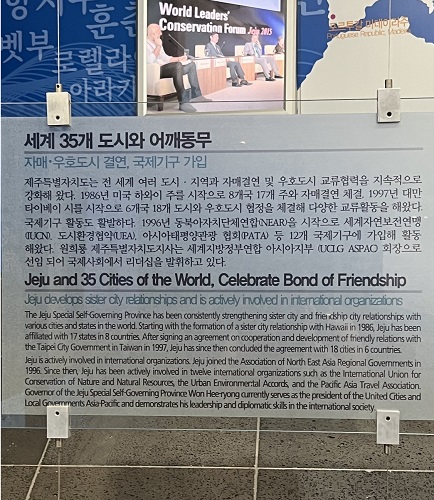 World Leaders'
Conservation Forum Jeju 2015
훈
벳부
로렐라
아라
포르투갈 마데이라주
Portuguese Republic, Madei
세계 35개 도시와 어깨동무
자매·우호도시 결연, 국제기구 가입
제주특별자치도는 전 세계 여러 도시·지역과 자매결연 및 우호도시 교류협력을 지속적으로
강화해 왔다. 1986년 미국 하와이 주를 시작으로 8개국 17개 주와 자매결연 체결. 1997년 대만
타이베이 시를 시작으로 6개국 18개 도시와 우호도시 협정을 체결해 다양한 교류활동을 해왔다.
국제기구 활동도 활발하다. 1996년 동북아자치단체연합(NEAR)을 시작으로 세계자연보전연맹
(IUCN), 도시환경협약(UEA), 아시아태평양관광 협회(PATA) 등 12개 국제기구에 가입해 활동
해왔다. 원희룡 제주특별자치도지사는 세계지방정부연합 아시아지부 (UCLG ASPAC) 회장으로
선임 되어 국제사회에서 리더십을 발휘하고 있다.
Jeju and 35 Cities of the World, Celebrate Bond of Friendship
Jeju develops sister city relationships and is actively involved in international organizations
The Jeju Special Self-Governing Province has been consistently strengthening sister city and friendship city relationships with
various cities and states in the world. Starting with the formation of a sister city relationship with Hawaii in 1986, Jeju has been
affiliated with 17 states in 8 countries. After signing an agreement on cooperation and development of friendly relations with
the Taipei City Government in Taiwan in 1997, Jeju has since then concluded the agreement with 18 cities in 6 countries.
Jeju is actively involved in international organizations. Jeju joined the Association of North East Asia Regional Governments in
1996. Since then, Jeju has been actively involved in twelve international organizations such as the International Union for
Conservation of Nature and Natural Resources, the Urban Environmental Accords, and the Pacific Asia Travel Association.
Governor of the Jeju Special Self-Governing Province Won Hee-ryong currently serves as the president of the United Cities and
Local Governments Asia-Pacific and demonstrates his leadership and diplomatic skills in the international society.